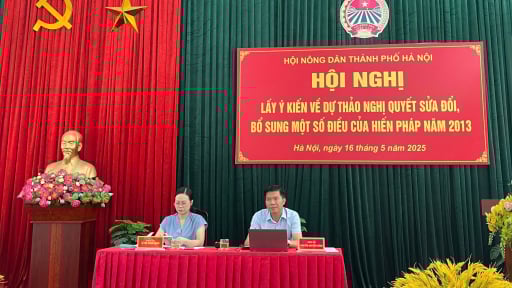 HỘI NÔNG DÂN THÀNH PHỐ HÀ NỘI
HỘI NGHỊ
LẤY Ý KIẾN VỀ DỰ THẢO NGHỊ QUYẾT SỬA ĐỔI,
BỔ SUNG MỘT SỐ ĐIỀU CỦA HIẾN PHÁP NĂM 2013
Hà Nội, ngày 16 tháng 5 năm 2025